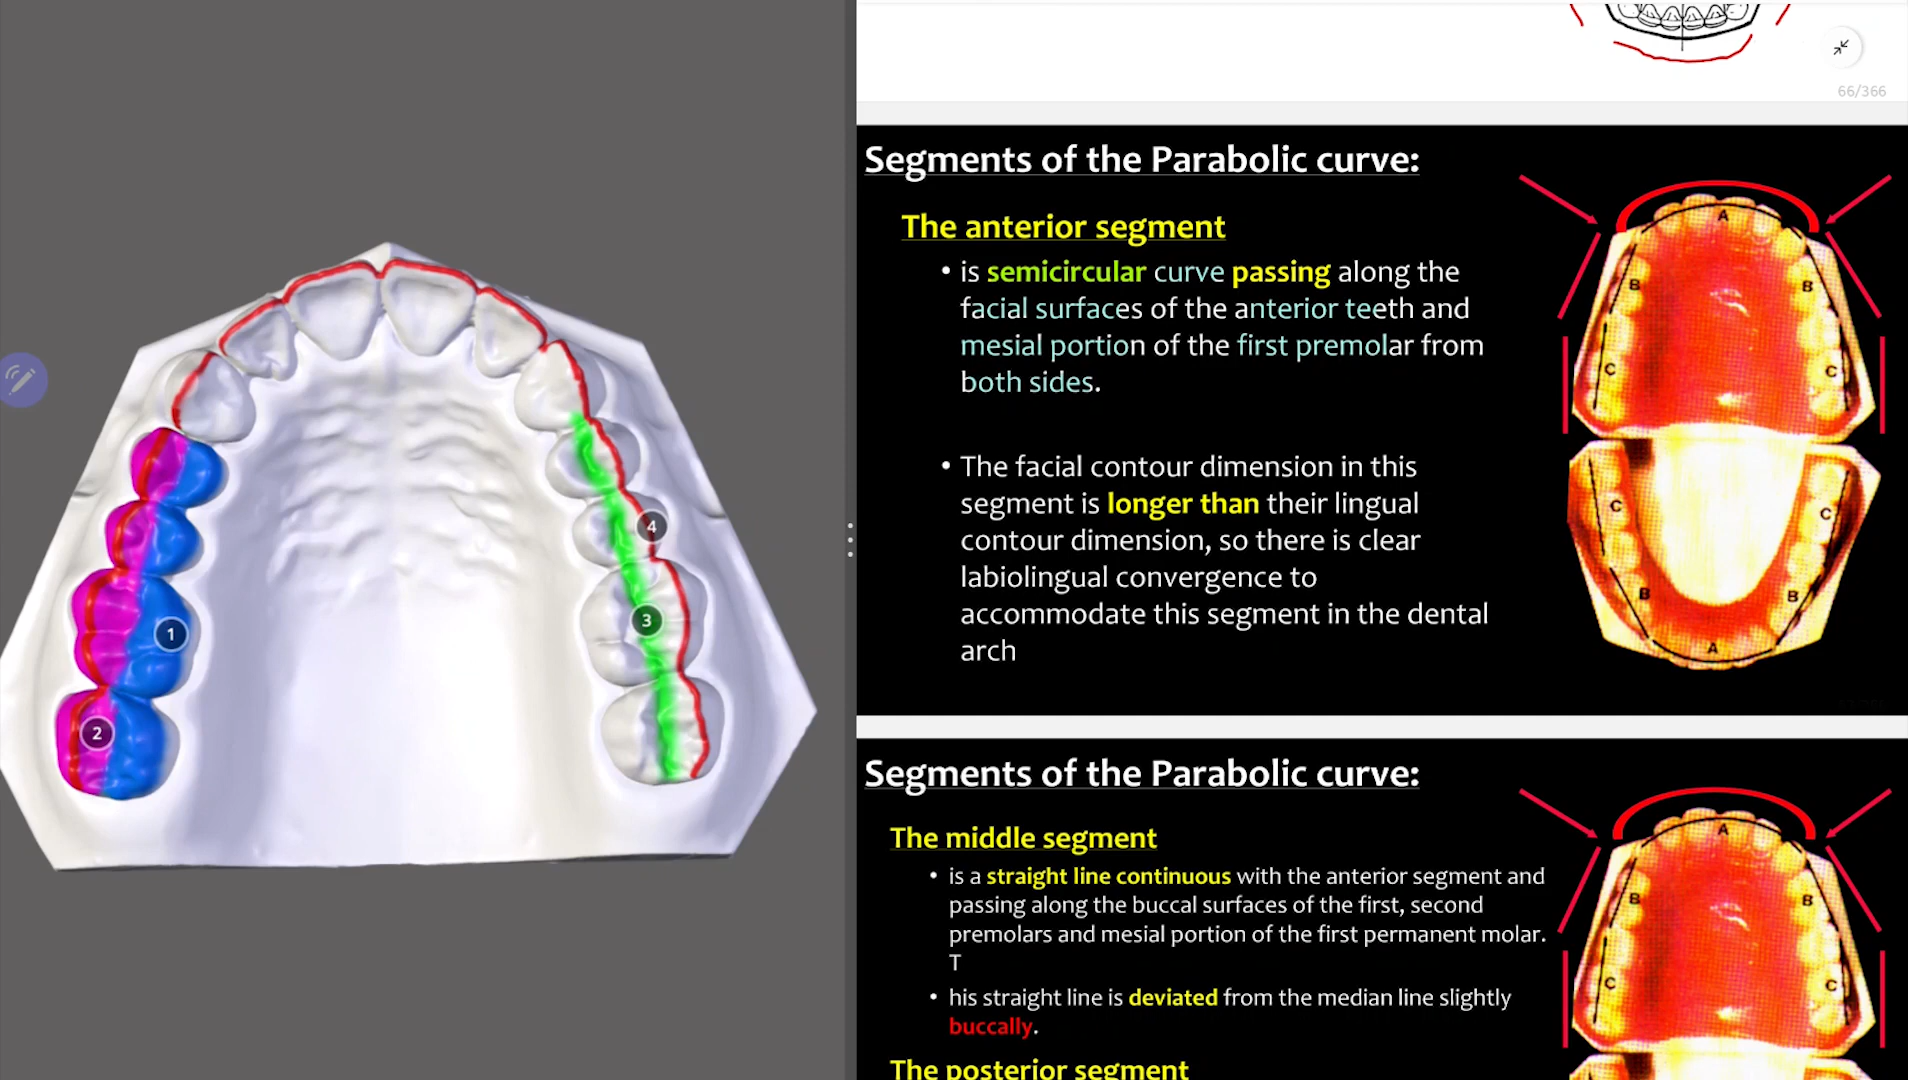 66/366
Segments of the Parabolic curve:
The anterior segment
• is semicircular curve passing along the
facial surfaces of the anterior teeth and
mesial portion of the first premolar from
both sides.
• The facial contour dimension in this
segment is longer than their lingual
contour dimension, so there is clear
labiolingual convergence to
accommodate this segment in the dental
arch
A
B
B
C
C
C
C
B
B
A
1
2
3
4
Segments of the Parabolic curve:
The middle segment
• is a straight line continuous with the anterior segment and
passing along the buccal surfaces of the first, second
premolars and mesial portion of the first permanent molar.
T
• his straight line is deviated from the median line slightly
buccally.
The posterior segment
A
B
B
C
C